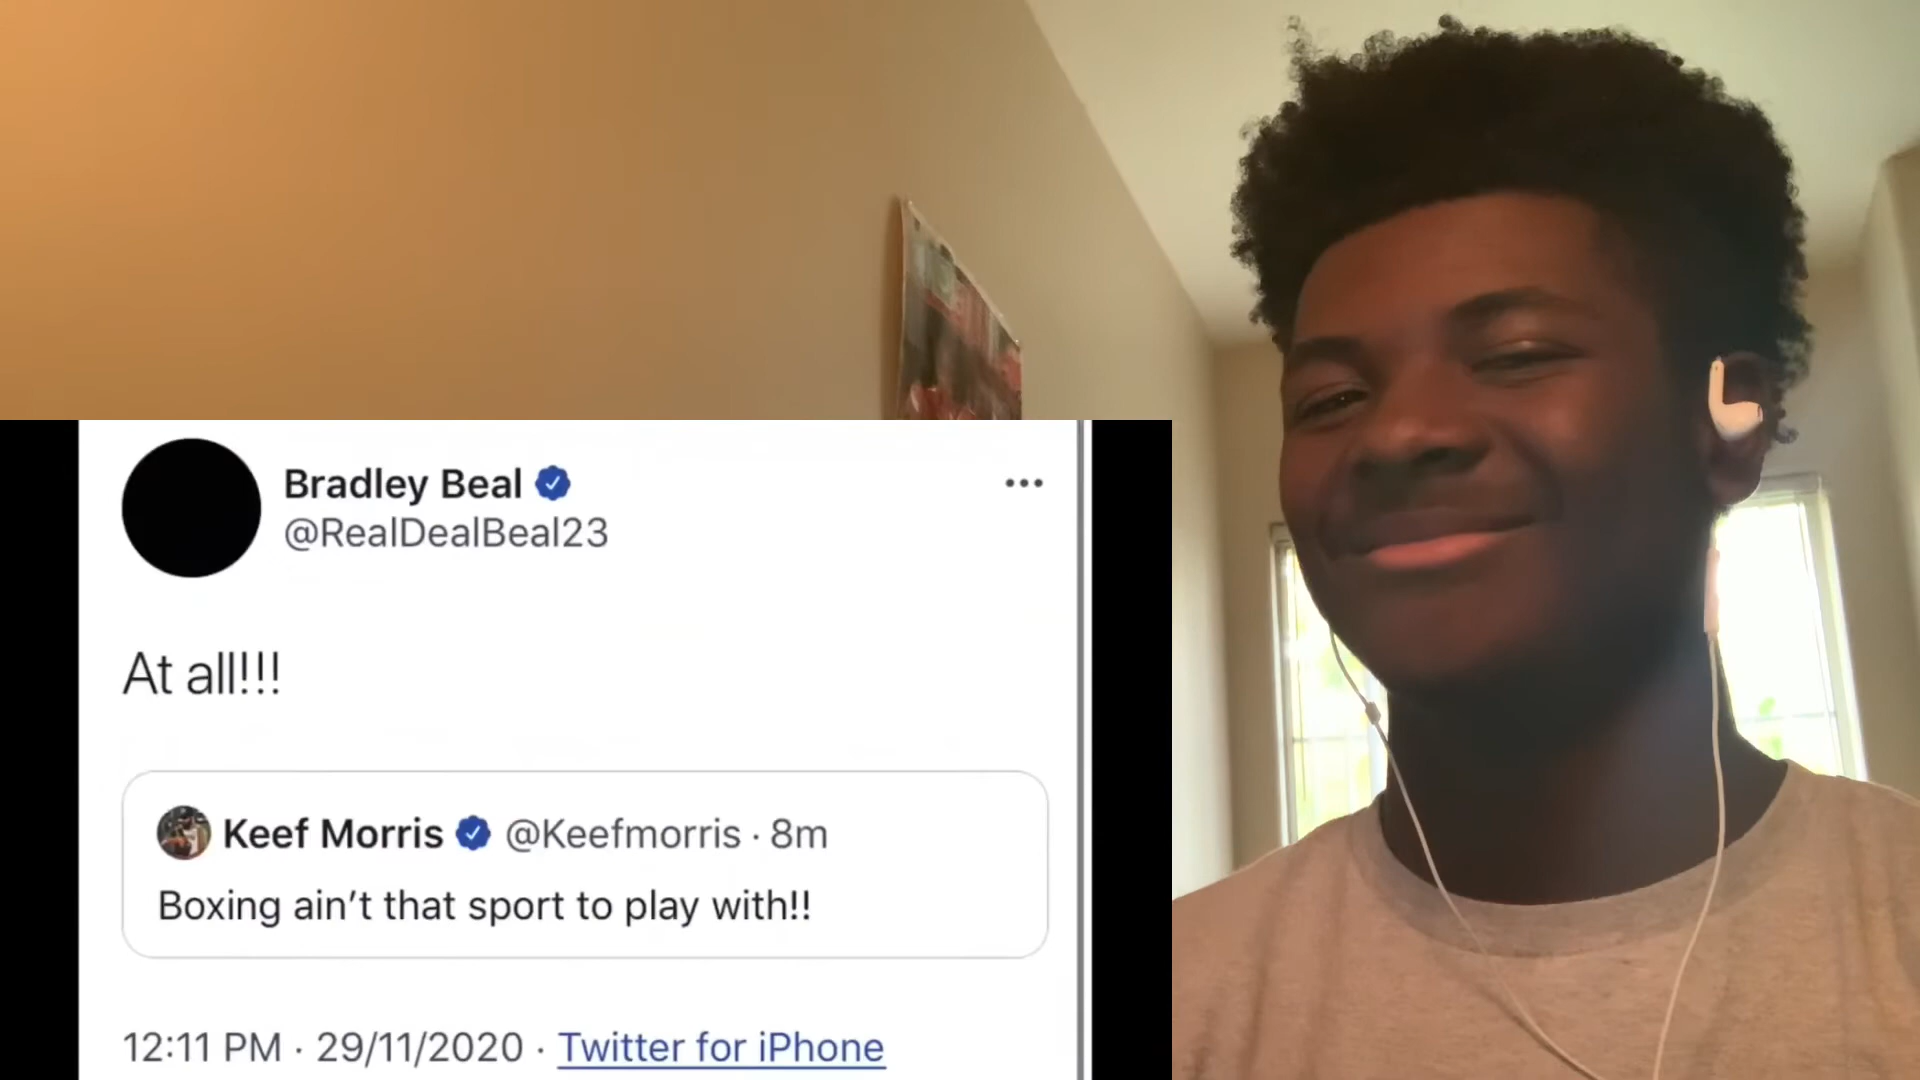 Bradley Beal
@RealDealBeal23
At all!!!
Keef Morris @Keefmorris · 8m
Boxing ain’t that sport to play with!!
12:11 PM · 29/11/2020 · Twitter for iPhone